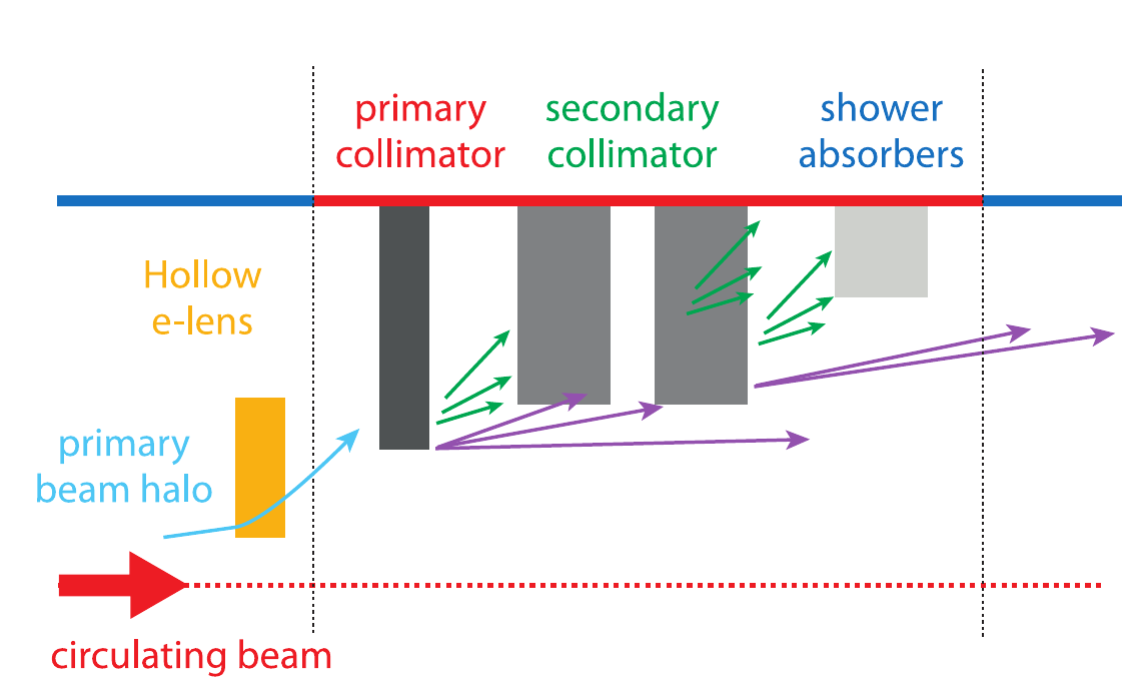 primary
collimator
secondary
collimator
shower
absorbers
Hollow
e-lens
primary
beam halo
circulating beam